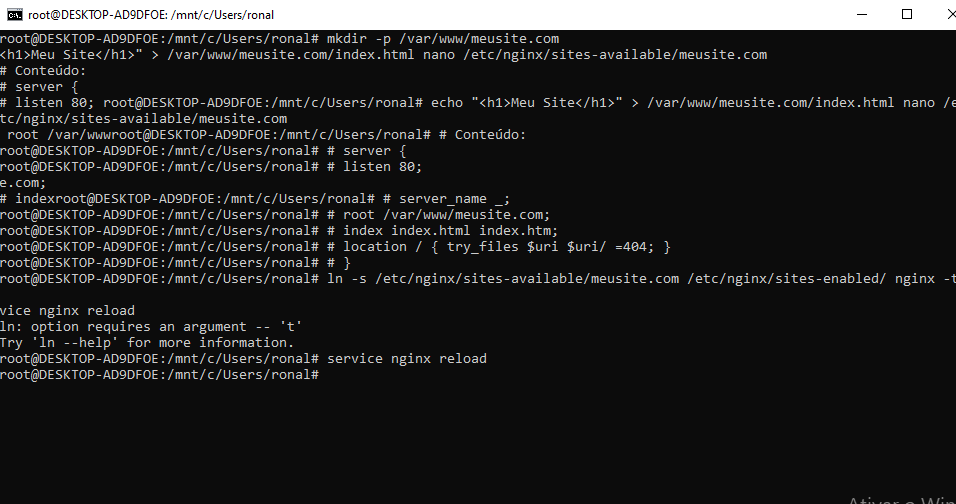 root@DESKTOP-AD9DFOE: /mnt/c/Users/ronal
root@DESKTOP-AD9DFOE:/mnt/c/Users/ronal# mkdir -p /var/www/meusite.com
<h1>Meu Site</h1>" > /var/www/meusite.com/index.html nano /etc/nginx/sites-available/meusite.com
# Conteúdo:
# server {
# listen 80; root@DESKTOP-AD9DFOE:/mnt/c/Users/ronal# echo "<h1>Meu Site</h1>" > /var/www/meusite.com/index.html nano /e
tc/nginx/sites-available/meusite.com
 root /var/wwwroot@DESKTOP-AD9DFOE:/mnt/c/Users/ronal# # Conteúdo:
root@DESKTOP-AD9DFOE:/mnt/c/Users/ronal# # server {
root@DESKTOP-AD9DFOE:/mnt/c/Users/ronal# # listen 80;
e.com;
# indexroot@DESKTOP-AD9DFOE:/mnt/c/Users/ronal# # server_name _;
root@DESKTOP-AD9DFOE:/mnt/c/Users/ronal# # root /var/www/meusite.com;
root@DESKTOP-AD9DFOE:/mnt/c/Users/ronal# # index index.html index.htm;
root@DESKTOP-AD9DFOE:/mnt/c/Users/ronal# # location / { try_files $uri $uri/ =404; }
root@DESKTOP-AD9DFOE:/mnt/c/Users/ronal# # }
root@DESKTOP-AD9DFOE:/mnt/c/Users/ronal# ln -s /etc/nginx/sites-available/meusite.com /etc/nginx/sites-enabled/ nginx -t
vice nginx reload
ln: option requires an argument -- 't'
Try 'ln --help' for more information.
root@DESKTOP-AD9DFOE:/mnt/c/Users/ronal# service nginx reload
root@DESKTOP-AD9DFOE:/mnt/c/Users/ronal#